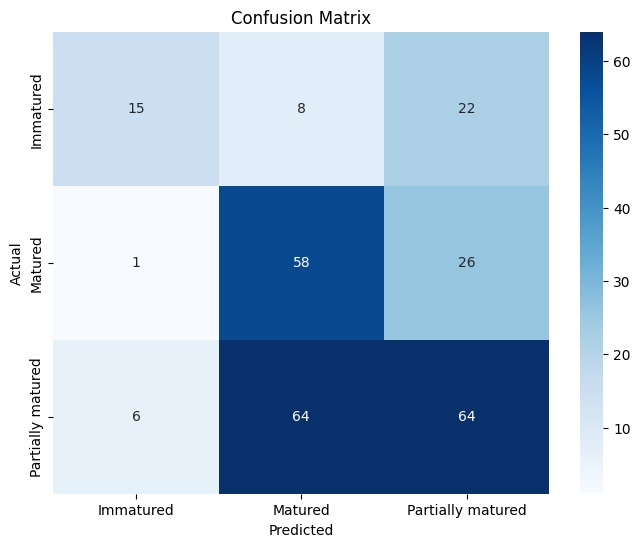 Confusion Matrix
Actual
Immatured
Matured
Partially matured
15 8 22
1 58 26
6 64 64
Immatured Matured Partially matured
Predicted
60
50
40
30
20
10